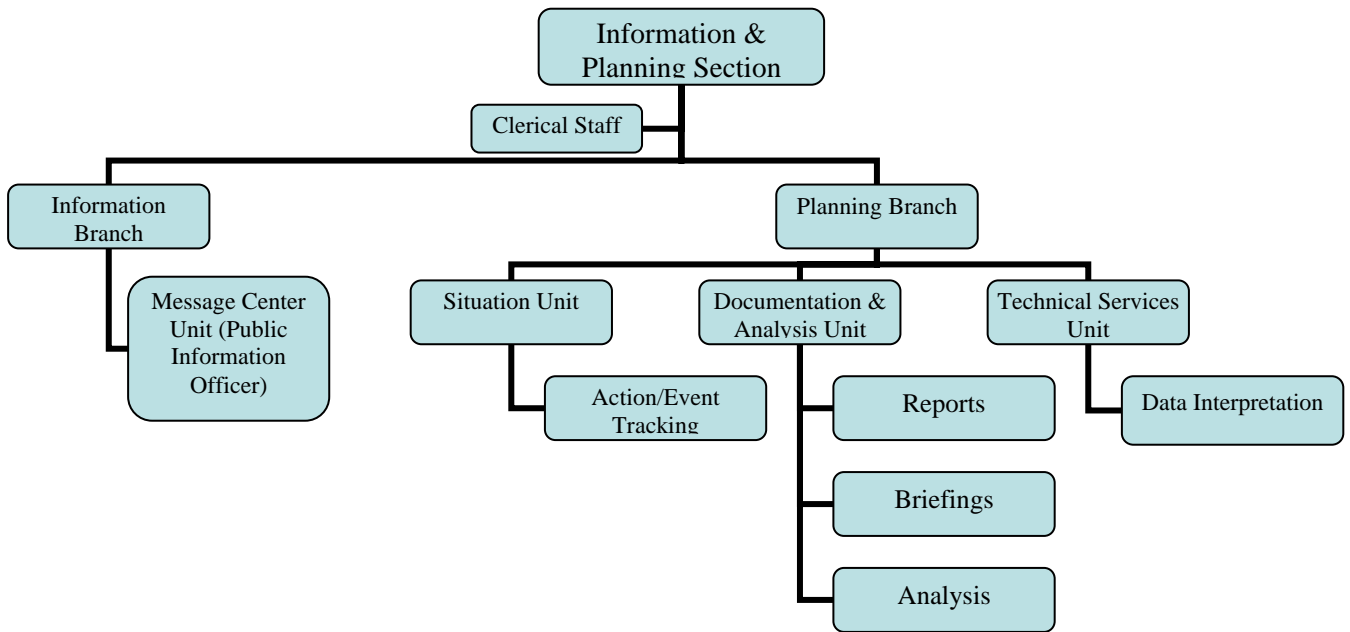 Information &
Planning Section
Clerical Staff
Information
Branch
Planning Branch
Message Center
Unit (Public
Information
Officer)
Situation Unit
Documentation &
Analysis Unit
Technical Services
Unit
Action/Event
Tracking
Reports
Data Interpretation
Briefings
Analysis